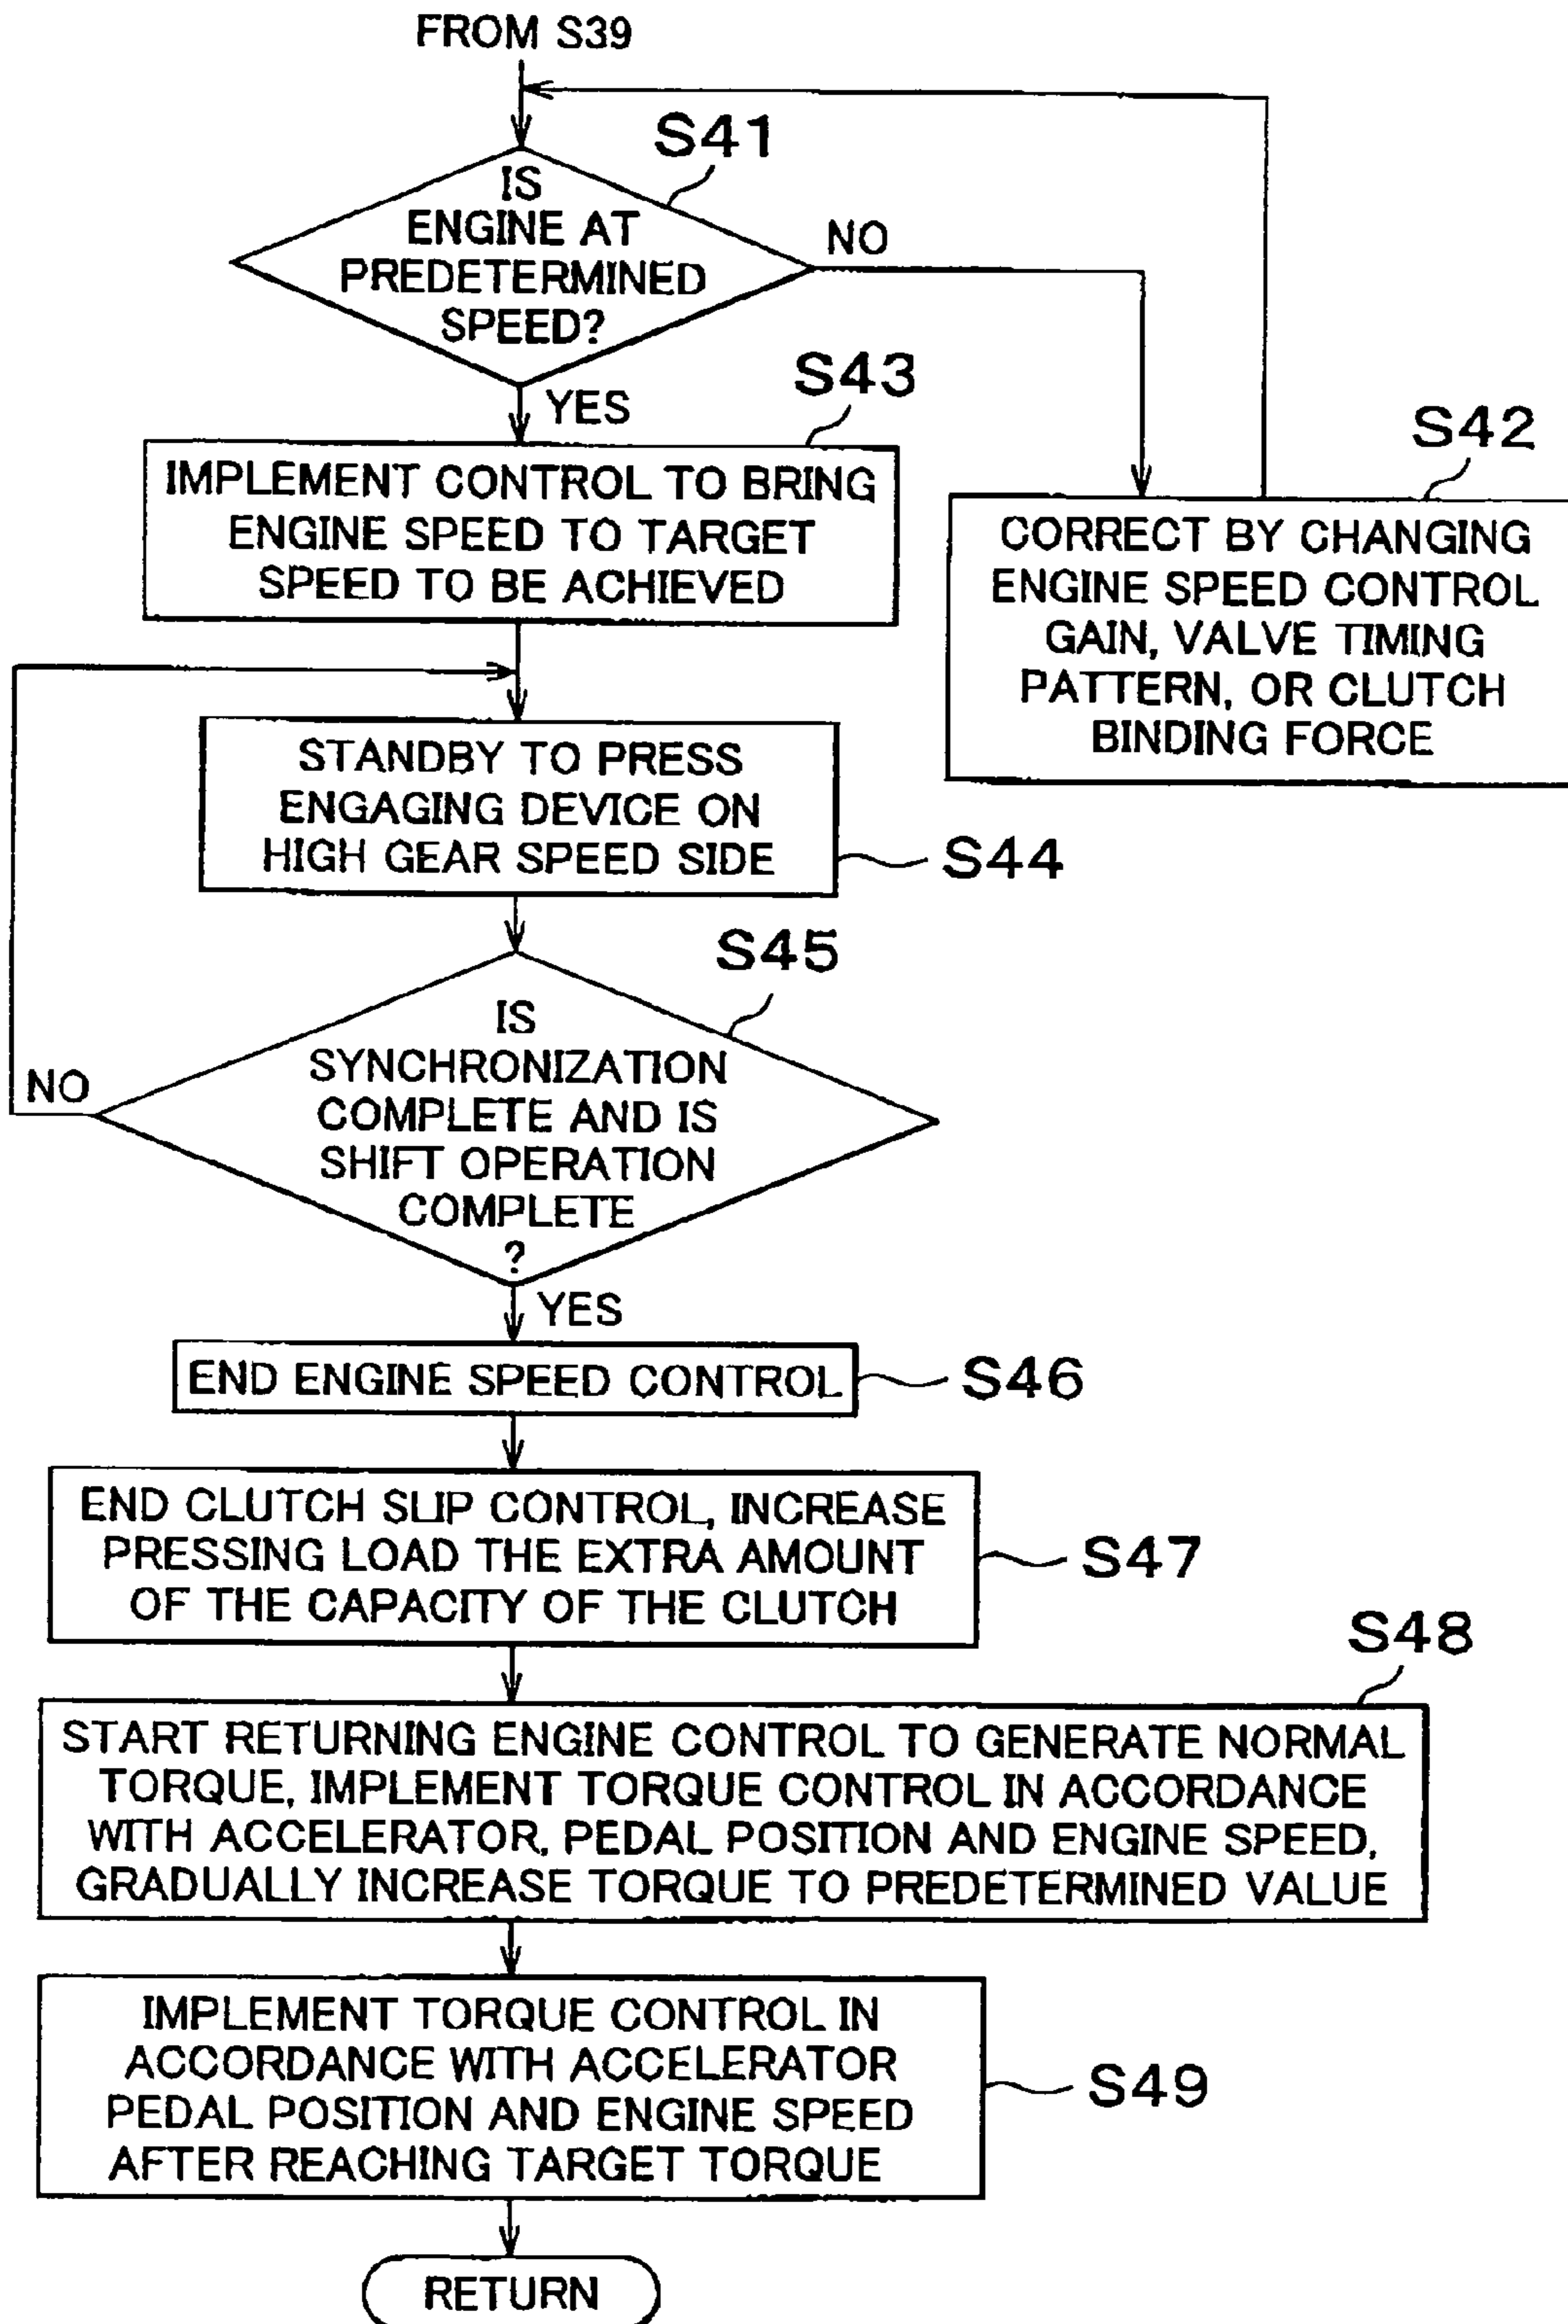 FROM S39
S41
IS
ENGINE AT
PREDETERMINED
SPEED?
NO
YES
S43
IMPLEMENT CONTROL TO BRING
ENGINE SPEED TO TARGET
SPEED TO BE ACHIEVED
S42
CORRECT BY CHANGING
ENGINE SPEED CONTROL
GAIN, VALVE TIMING
PATTERN, OR CLUTCH
BINDING FORCE
STANDBY TO PRESS
ENGAGING DEVICE ON
HIGH GEAR SPEED SIDE
S44
S45
IS
SYNCHRONIZATION
COMPLETE AND IS
SHIFT OPERATION
COMPLETE
?
NO
YES
END ENGINE SPEED CONTROL
S46
END CLUTCH SLIP CONTROL, INCREASE
PRESSING LOAD THE EXTRA AMOUNT
OF THE CAPACITY OF THE CLUTCH
S47
S48
START RETURNING ENGINE CONTROL TO GENERATE NORMAL
TORQUE, IMPLEMENT TORQUE CONTROL IN ACCORDANCE
WITH ACCELERATOR, PEDAL POSITION AND ENGINE SPEED,
GRADUALLY INCREASE TORQUE TO PREDETERMINED VALUE
IMPLEMENT TORQUE CONTROL IN
ACCORDANCE WITH ACCELERATOR
PEDAL POSITION AND ENGINE SPEED
AFTER REACHING TARGET TORQUE
S49
RETURN